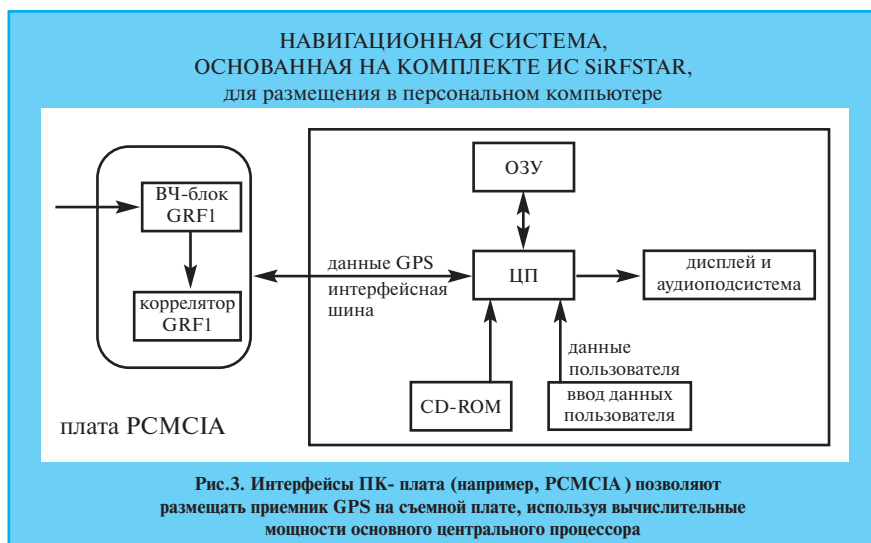 НАВИГАЦИОННАЯ СИСТЕМА,
ОСНОВАННАЯ НА КОМПЛЕКТЕ ИС SiRFSTAR,
для размещения в персональном компьютере
ВЧ-блок
GRF1
коррелятор
GRF1
плата PCMCIA
данные GPS
интерфейсная
шина
ОЗУ
ЦП
дисплей и
аудиоподсистема
CD-ROM
данные
пользователя
ввод данных
пользователя
Рис.3. Интерфейсы ПК- плата (например, PCMCIA ) позволяют
размещать приемник GPS на съемной плате, используя вычислительные
мощности основного центрального процессора